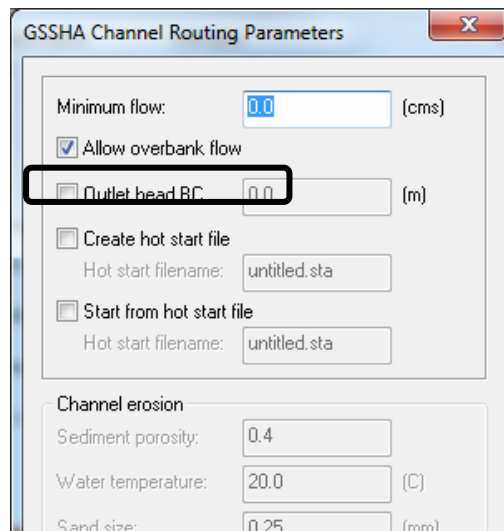 GSSHA Channel Routing Parameters
Minimum flow: 0.0 (cms)
Allow overbank flow
Outlet head BC 0.0 (m)
Create hot start file
Hot start filename: untitled.sta
Start from hot start file
Hot start filename: untitled.sta
Channel erosion
Sediment porosity: 0.4
Water temperature: 20.0 (C)
Sand size: 0.25 (mm)